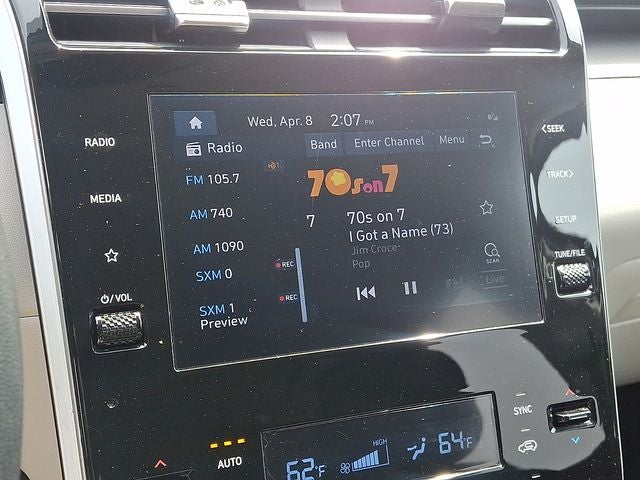 Wed, Apr. 8 2:07 PM
Radio Band Enter Channel Menu
FM 105.7
AM 740
AM 1090
SXM 0 REC
SXM 1 REC
Preview
70s on 7
7 70s on 7
I Got a Name (73)
Jim Croce
Pop
SCAN
Live
RADIO
MEDIA
VOL
< SEEK
TRACK >
SETUP
TUNE/FILE
AUTO
62°F
HIGH
64°F
SYNC